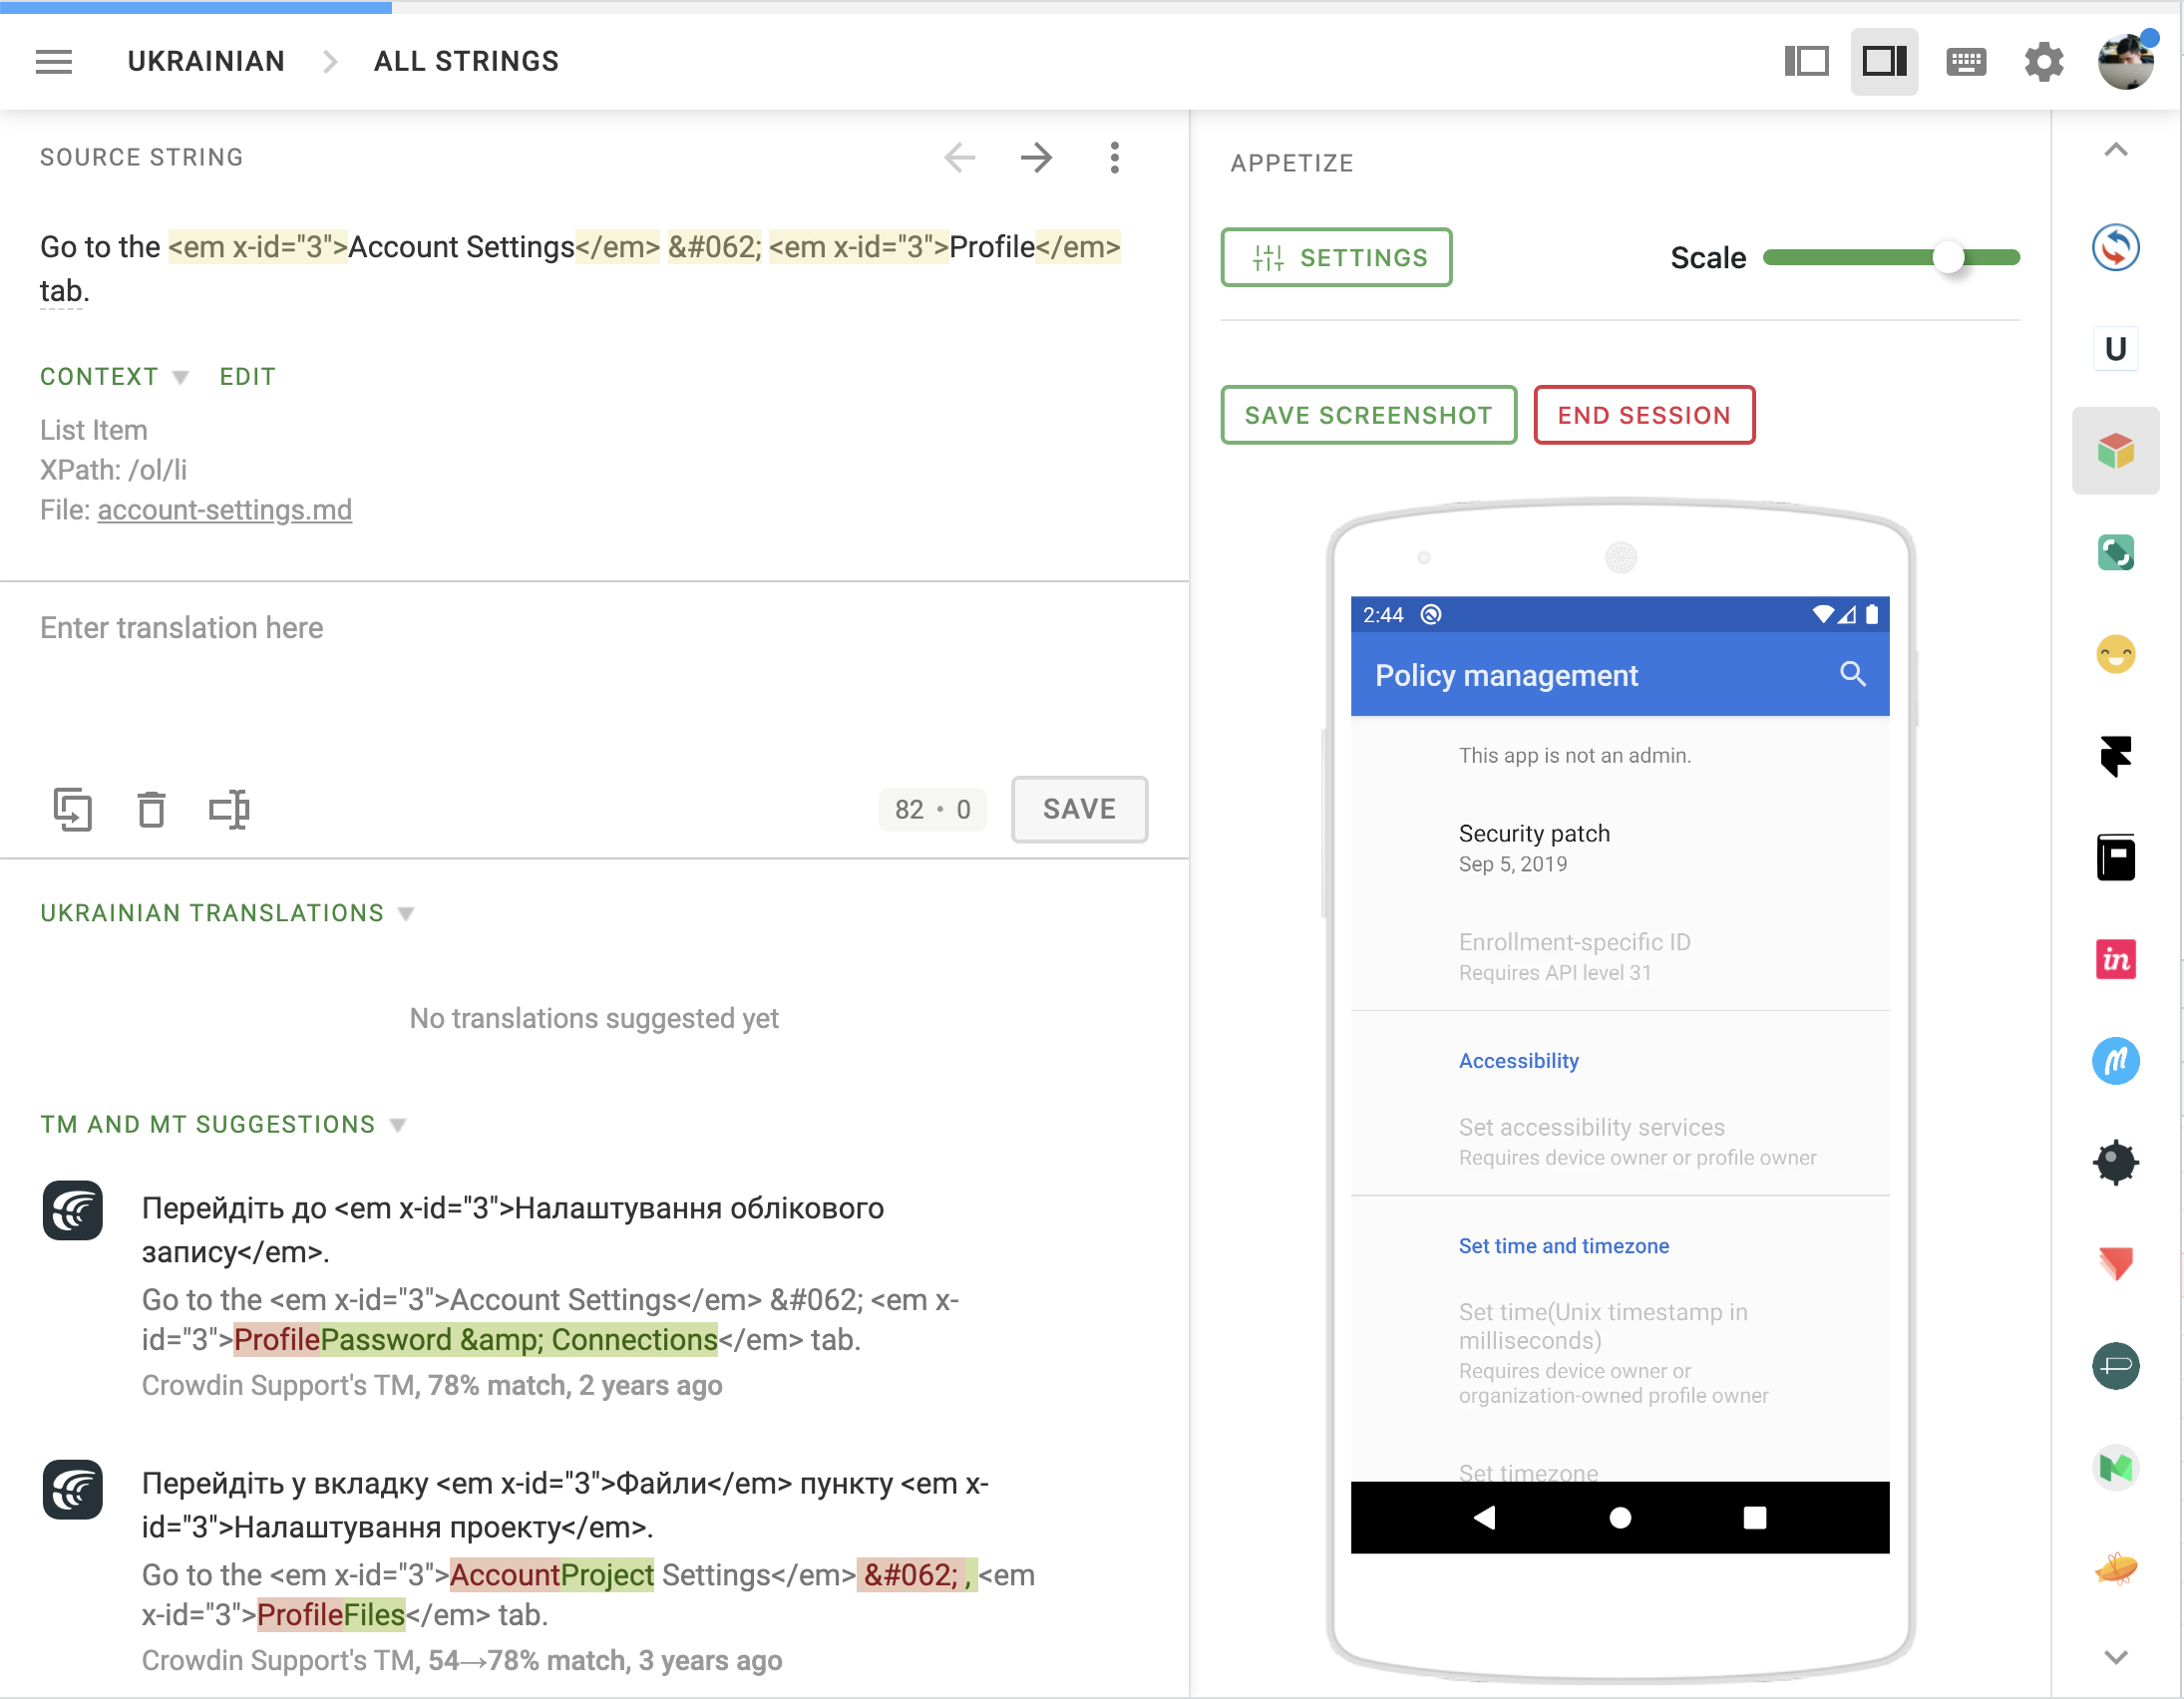 UKRAINIAN > ALL STRINGS
SOURCE STRING
Go to the <em x-id="3">Account Settings</em> &#062; <em x-id="3">Profile</em>
tab.
CONTEXT EDIT
List Item
XPath: /ol/li
File: account-settings.md
Enter translation here
82 • 0 SAVE
UKRAINIAN TRANSLATIONS
No translations suggested yet
TM AND MT SUGGESTIONS
Перейдіть до <em x-id="3">Налаштування облікового
запису</em>.
Go to the <em x-id="3">Account Settings</em> &#062; <em x-
id="3">ProfilePassword &amp; Connections</em> tab.
Crowdin Support's TM, 78% match, 2 years ago
Перейдіть у вкладку <em x-id="3">Файли</em> пункту <em x-
id="3">Налаштування проекту</em>.
Go to the <em x-id="3">AccountProject Settings</em> &#062; , <em
x-id="3">ProfileFiles</em> tab.
Crowdin Support's TM, 54→78% match, 3 years ago
APPETIZE
SETTINGS Scale
SAVE SCREENSHOT END SESSION
2:44
Policy management
This app is not an admin.
Security patch
Sep 5, 2019
Enrollment-specific ID
Requires API level 31
Accessibility
Set accessibility services
Requires device owner or profile owner
Set time and timezone
Set time(Unix timestamp in
milliseconds)
Requires device owner or
organization-owned profile owner
Set timezone
U
in